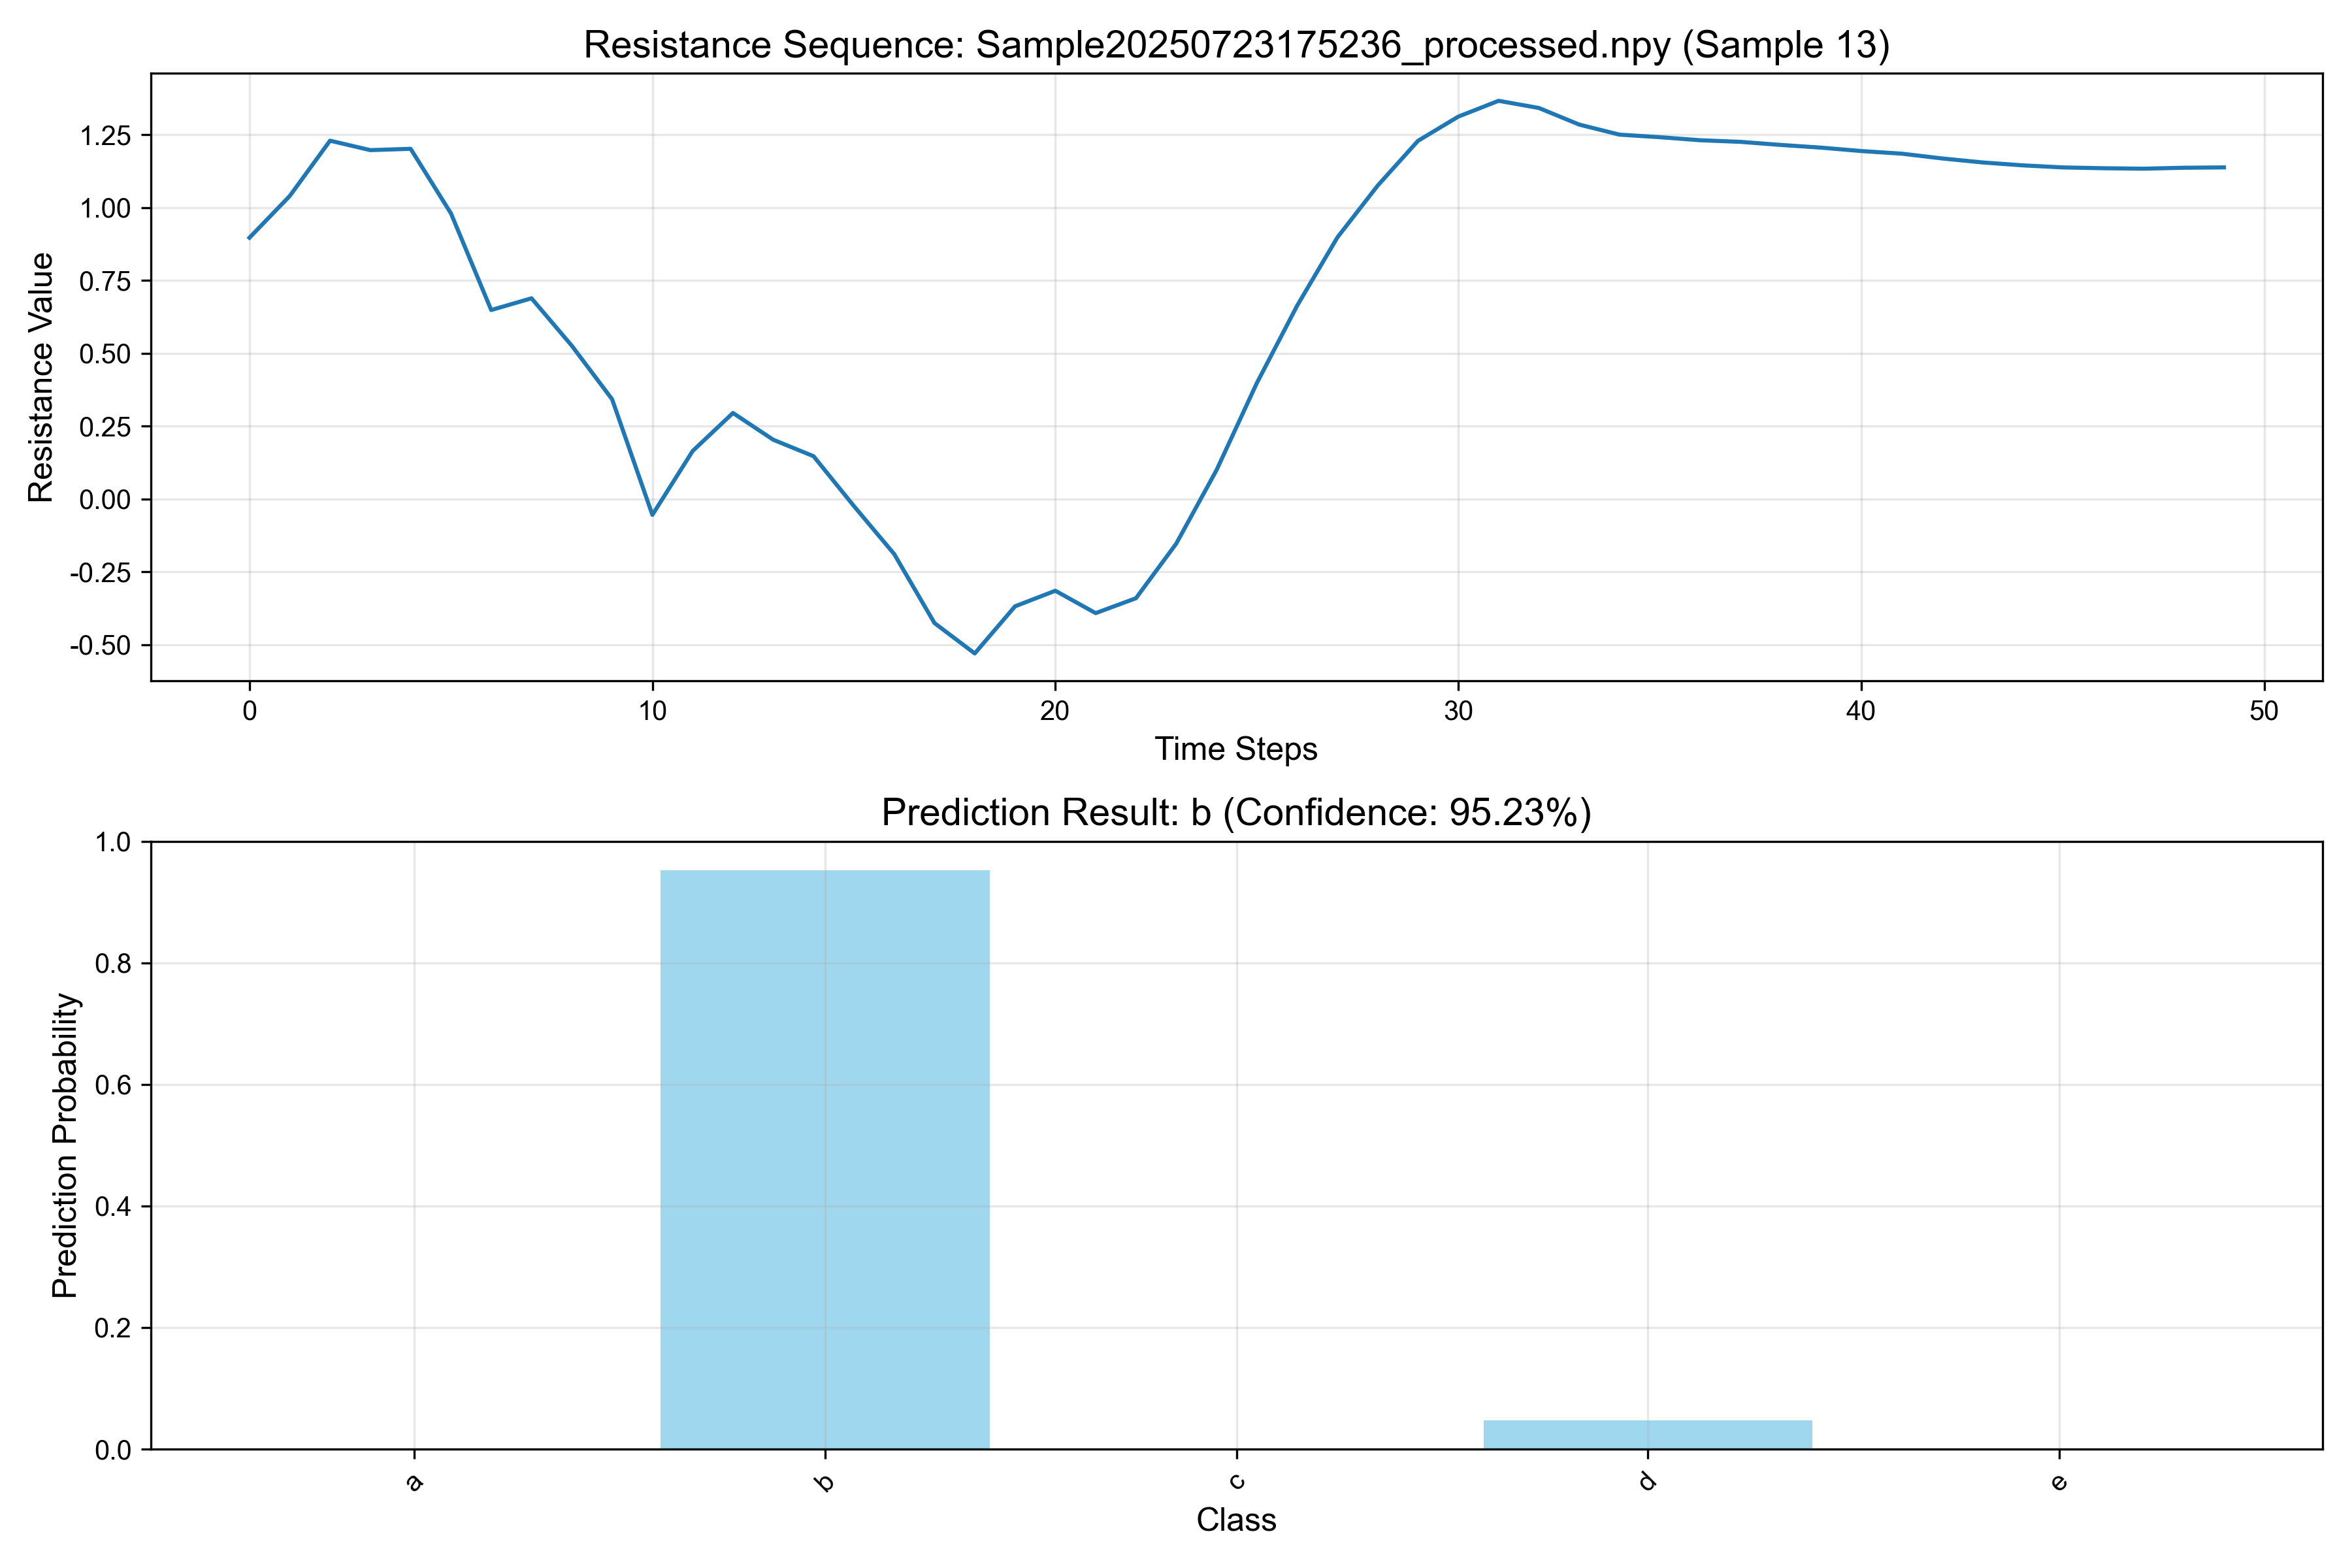 Resistance Sequence: Sample20250723175236_processed.npy (Sample 13)
Resistance Value
1.25
1.00
0.75
0.50
0.25
0.00
-0.25
-0.50
0 10 20 30 40 50
Time Steps
Prediction Result: b (Confidence: 95.23%)
Prediction Probability
1.0
0.8
0.6
0.4
0.2
0.0
a b c d e
Class